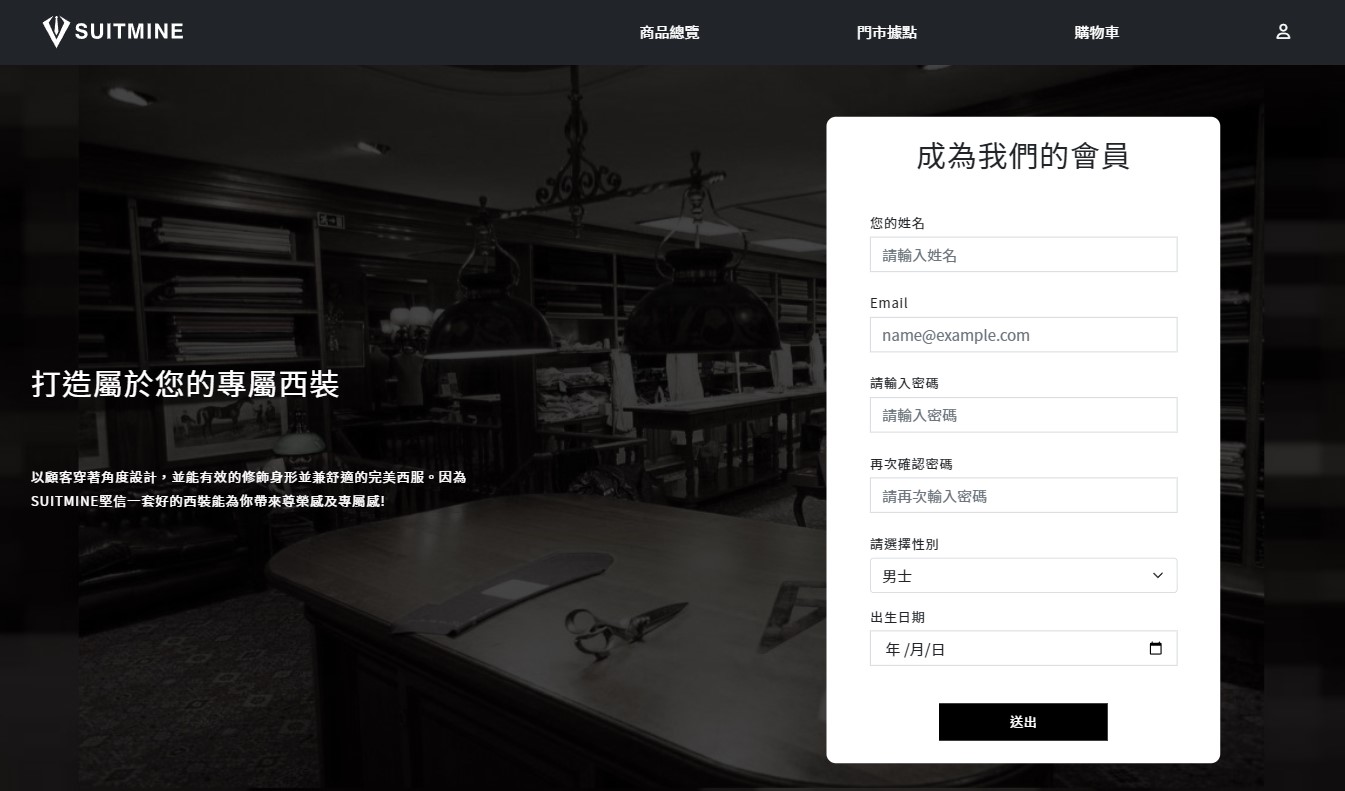 SUITMINE
商品總覽
門市據點
購物車
打造屬於您的專屬西裝
以顧客穿著角度設計，並能有效的修飾身形並兼舒適的完美西服。因為
SUITMINE堅信一套好的西裝能為你帶來尊榮感及專屬感!
成為我們的會員
您的姓名
請輸入姓名
Email
name@example.com
請輸入密碼
請輸入密碼
再次確認密碼
請再次輸入密碼
請選擇性別
男士
出生日期
年 /月/日
送出